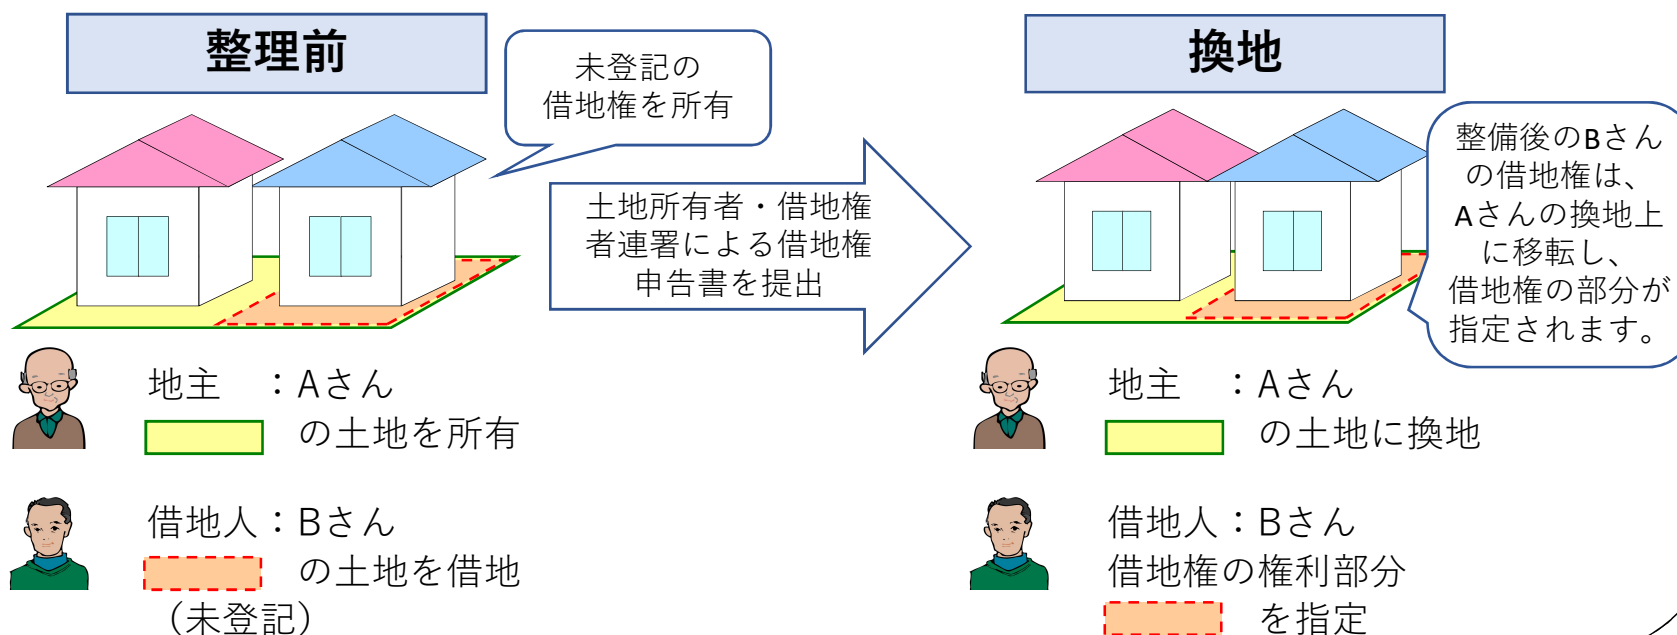 整理前
未登記の
借地権を所有
土地所有者・借地権
者連署による借地権
申告書を提出
換地
整備後のBさん
の借地権は、
Aさんの換地上
に移転し、
借地権の部分が
指定されます。
地主　：Aさん
の土地を所有
借地人：Bさん
の土地を借地
（未登記）
地主　：Aさん
の土地に換地
借地人：Bさん
借地権の権利部分
を指定